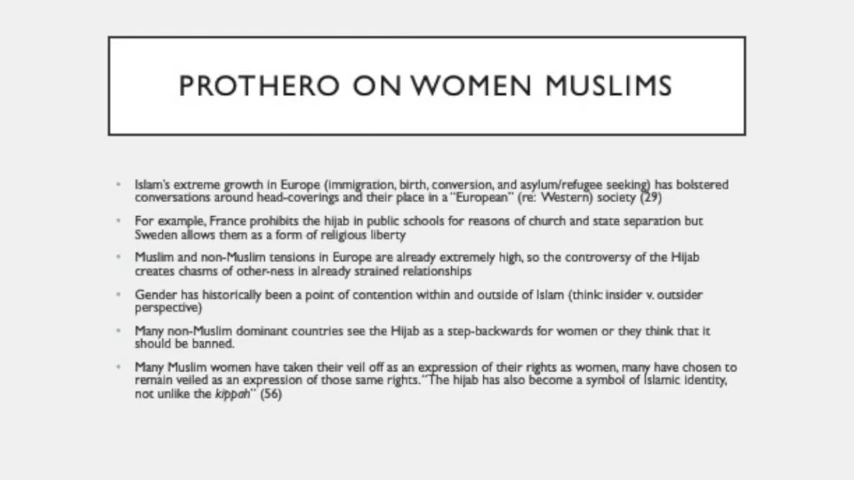 PROTHERO ON WOMEN MUSLIMS
• Islam's extreme growth in Europe (immigration, birth, conversion, and asylum/refugee seeking) has bolstered
conversations around head-coverings and their place in a "European" (re: Western) society (29)
• For example, France prohibits the hijab in public schools for reasons of church and state separation but
Sweden allows them as a form of religious liberty
• Muslim and non-Muslim tensions in Europe are already extremely high, so the controversy of the Hijab
creates chasms of other-ness in already strained relationships
• Gender has historically been a point of contention within and outside of Islam (think: insider v. outsider
perspective)
• Many non-Muslim dominant countries see the Hijab as a step-backwards for women or they think that it
should be banned.
• Many Muslim women have taken their veil off as an expression of their rights as women, many have chosen to
remain veiled as an expression of those same rights. "The hijab has also become a symbol of Islamic identity,
not unlike the kippah" (56)